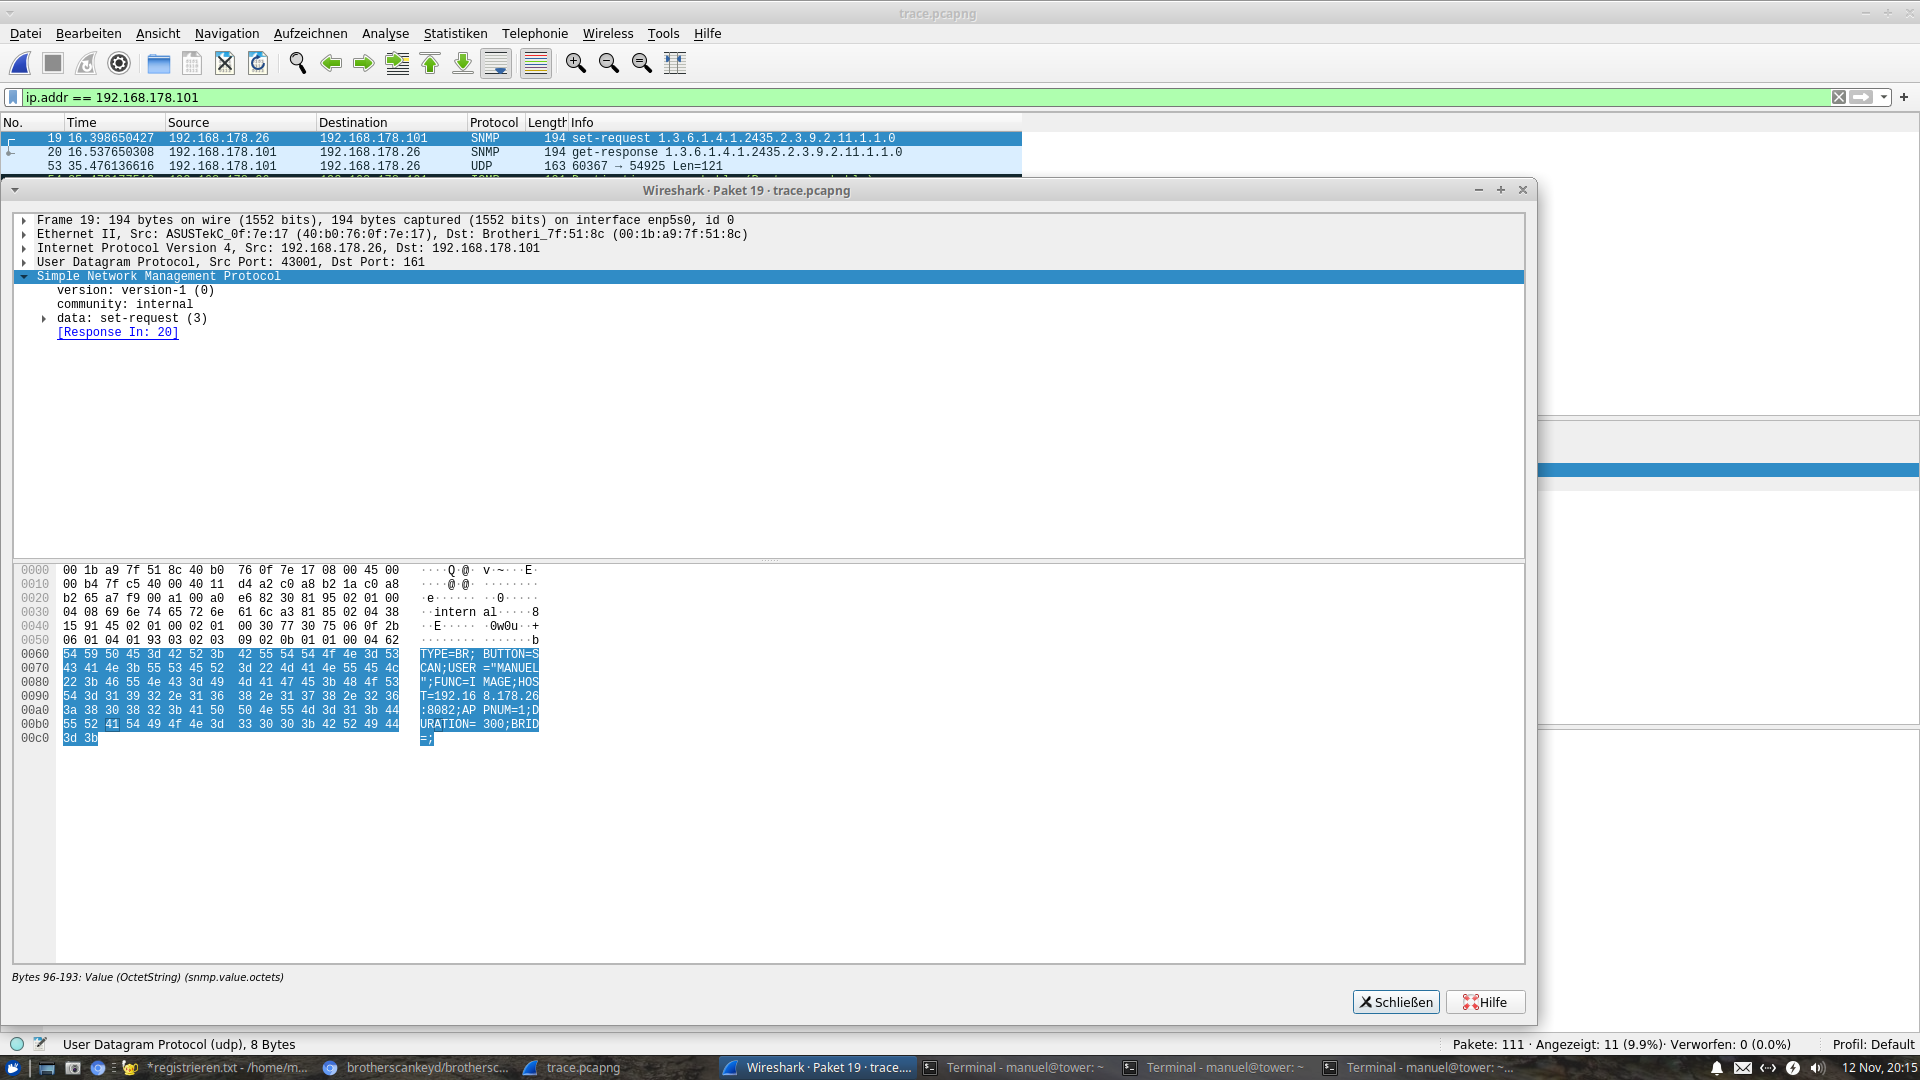 trace.pcapng
Datei Bearbeiten Ansicht Navigation Aufzeichnen Analyse Statistiken Telephonie Wireless Tools Hilfe
ip.addr == 192.168.178.101
No. Time Source Destination Protocol Length Info
19 16.398650427 192.168.178.26 192.168.178.101 SNMP 194 set-request 1.3.6.1.4.1.2435.2.3.9.2.11.1.1.0
20 16.537650308 192.168.178.101 192.168.178.26 SNMP 194 get-response 1.3.6.1.4.1.2435.2.3.9.2.11.1.1.0
53 35.476136616 192.168.178.101 192.168.178.26 UDP 163 60367 → 54925 Len=121
Wireshark · Paket 19 · trace.pcapng
Frame 19: 194 bytes on wire (1552 bits), 194 bytes captured (1552 bits) on interface enp5s0, id 0
Ethernet II, Src: ASUSTekC_0f:7e:17 (40:b0:76:0f:7e:17), Dst: Brotheri_7f:51:8c (00:1b:a9:7f:51:8c)
Internet Protocol Version 4, Src: 192.168.178.26, Dst: 192.168.178.101
User Datagram Protocol, Src Port: 43001, Dst Port: 161
Simple Network Management Protocol
version: version-1 (0)
community: internal
data: set-request (3)
[Response In: 20]
0000 00 1b a9 7f 51 8c 40 b0 76 0f 7e 17 08 00 45 00 ····Q·@· v·~···E·
0010 00 b4 7f c5 40 00 40 11 d4 a2 c0 a8 b2 1a c0 a8 ····@·@· ········
0020 b2 65 a7 f9 00 a1 00 a0 e6 82 30 81 95 02 01 00 ·e······ ··0·····
0030 04 08 69 6e 74 65 72 6e 61 6c a3 81 85 02 04 38 ··intern al·····8
0040 15 91 45 02 01 00 02 01 00 30 77 30 75 06 0f 2b ··E····· ·0w0u··+
0050 06 01 04 01 93 03 02 03 09 02 0b 01 01 00 04 62 ········ ·······b
0060 54 59 50 45 3d 42 52 3b 42 55 54 54 4f 4e 3d 53 TYPE=BR; BUTTON=S
0070 43 41 4e 3b 55 53 45 52 3d 22 4d 41 4e 55 45 4c CAN;USER ="MANUEL
0080 22 3b 46 55 4e 43 3d 49 4d 41 47 45 3b 48 4f 53 ";FUNC=I MAGE;HOS
0090 54 3d 31 39 32 2e 31 36 38 2e 31 37 38 2e 32 36 T=192.16 8.178.26
00a0 3a 38 30 38 32 3b 41 50 50 4e 55 4d 3d 31 3b 44 :8082;AP PNUM=1;D
00b0 55 52 41 54 49 4f 4e 3d 33 30 30 3b 42 52 49 44 URATION= 300;BRID
00c0 3d 3b =;
Bytes 96-193: Value (OctetString) (snmp.value.octets)
Schließen Hilfe
User Datagram Protocol (udp), 8 Bytes Pakete: 111 · Angezeigt: 11 (9.9%)· Verworfen: 0 (0.0%) Profil: Default
*registrieren.txt - /home/m... brotherscankeyd/brothersc... trace.pcapng Wireshark · Paket 19 · trace.... Terminal - manuel@tower: ~ Terminal - manuel@tower: ~ Terminal - manuel@tower: ~... 12 Nov, 20:15